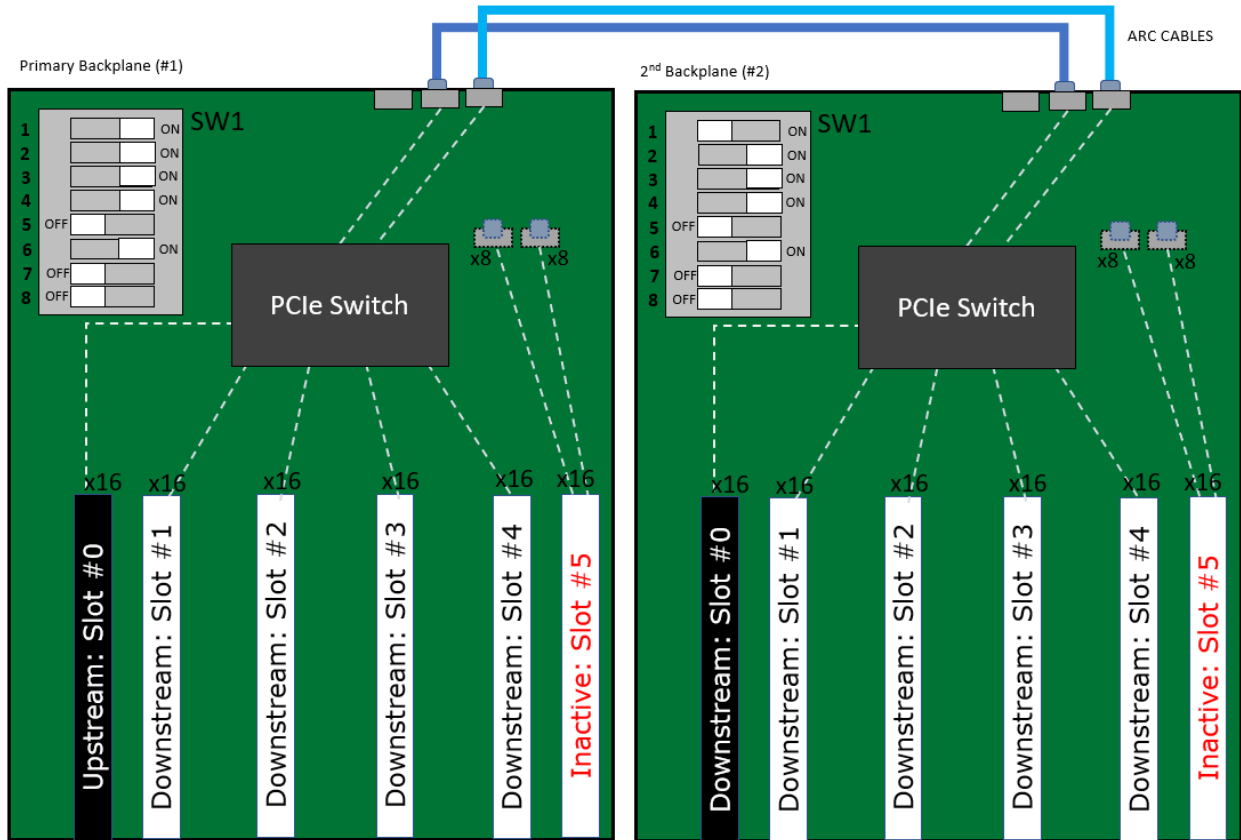 ARC CABLES
Primary Backplane (#1)
SW1
1 ON
2 ON
3 ON
4 ON
5 OFF
6 ON
7 OFF
8 OFF
x8 x8
PCIe Switch
x16 x16 x16 x16 x16 x16
Upstream: Slot #0
Downstream: Slot #1
Downstream: Slot #2
Downstream: Slot #3
Downstream: Slot #4
Inactive: Slot #5
2nd Backplane (#2)
SW1
1 ON
2 ON
3 ON
4 ON
5 OFF
6 ON
7 OFF
8 OFF
x8 x8
PCIe Switch
x16 x16 x16 x16 x16 x16
Downstream: Slot #0
Downstream: Slot #1
Downstream: Slot #2
Downstream: Slot #3
Downstream: Slot #4
Inactive: Slot #5